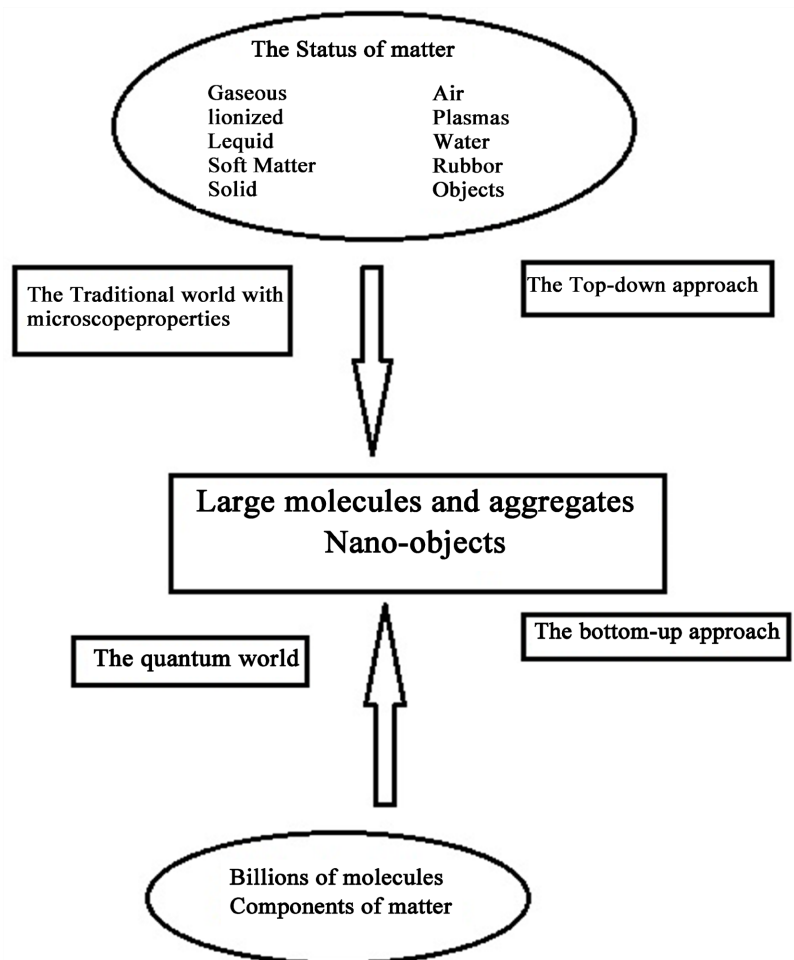 The Status of matter
Gaseous Air
lionized Plasmas
Lequid Water
Soft Matter Rubbor
Solid Objects
The Traditional world with
microscopeproperties
The Top-down approach
Large molecules and aggregates
Nano-objects
The quantum world
The bottom-up approach
Billions of molecules
Components of matter